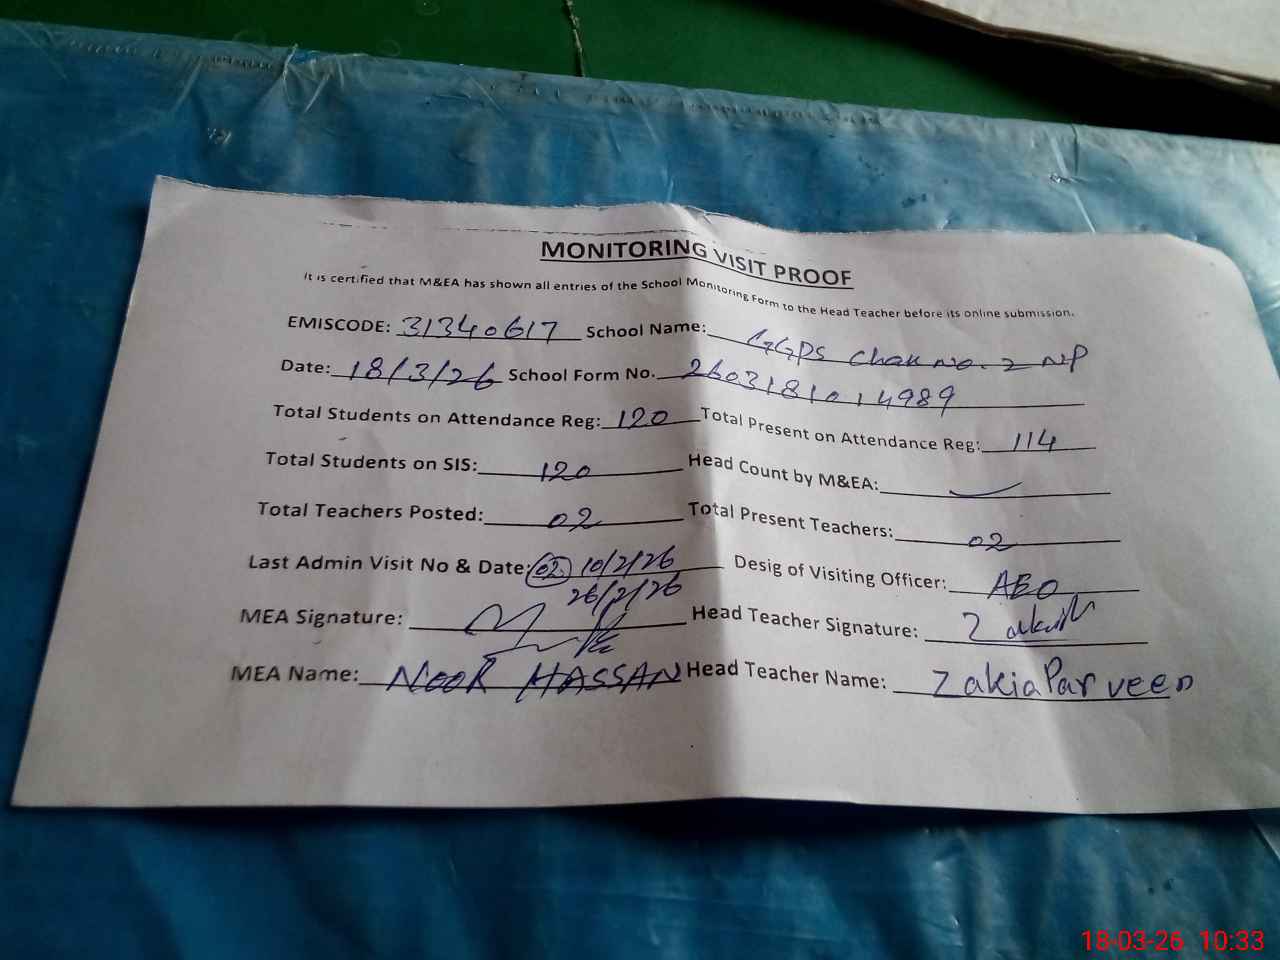 MONITORING VISIT PROOF
It is certified that M&EA has shown all entries of the School Monitoring Form to the Head Teacher before its online submission.
EMISCODE: 31340617 School Name: GGPS Chak no. 2 NP
Date: 18/3/26 School Form No. 260318101 4989
Total Students on Attendance Reg: 120 Total Present on Attendance Reg: 114
Total Students on SIS: 120 Head Count by M&EA:
Total Teachers Posted: 02 Total Present Teachers: 02
Last Admin Visit No & Date: 02 10/2/26 Desig of Visiting Officer: AEO
26/2/26
MEA Signature: Head Teacher Signature: Zakia
MEA Name: NOOR HASSAN Head Teacher Name: Zakia Parveen
18-03-26 10:33